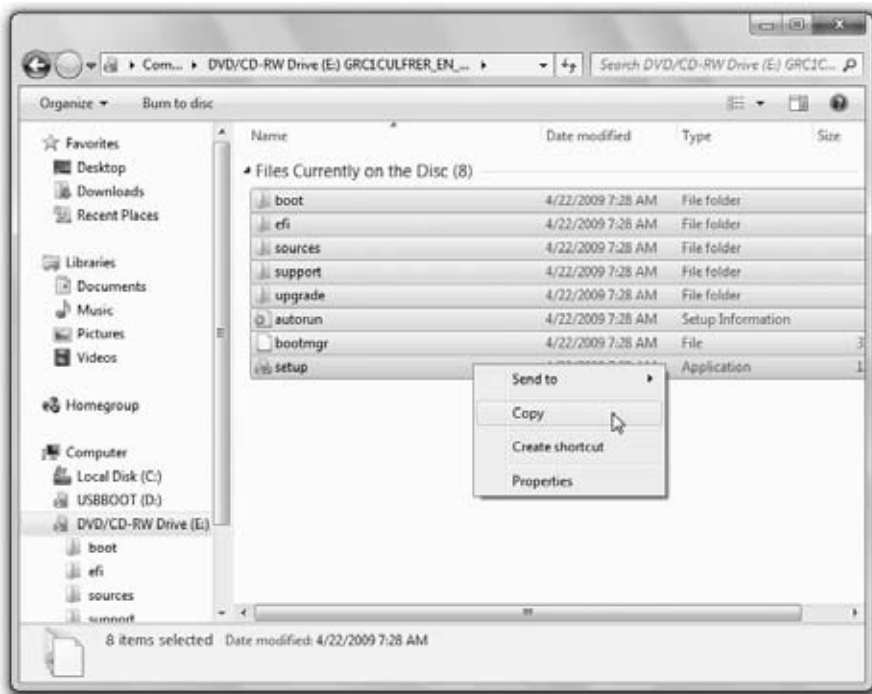 Com... DVD/CD-RW Drive (E:) GRC1CULFRER_EN_... Search DVD/CD-RW Drive (E:) GRC1C...
Organize Burn to disc
Favorites
Desktop
Downloads
Recent Places
Libraries
Documents
Music
Pictures
Videos
Homegroup
Computer
Local Disk (C:)
USBBOOT (D:)
DVD/CD-RW Drive (E:)
boot
efi
sources
support
Name Date modified Type Size
Files Currently on the Disc (8)
boot 4/22/2009 7:28 AM File folder
efi 4/22/2009 7:28 AM File folder
sources 4/22/2009 7:28 AM File folder
support 4/22/2009 7:28 AM File folder
upgrade 4/22/2009 7:28 AM File folder
autorun 4/22/2009 7:28 AM Setup Information
bootmgr 4/22/2009 7:28 AM File 3
setup Application 1
Send to
Copy
Create shortcut
Properties
8 items selected Date modified: 4/22/2009 7:28 AM